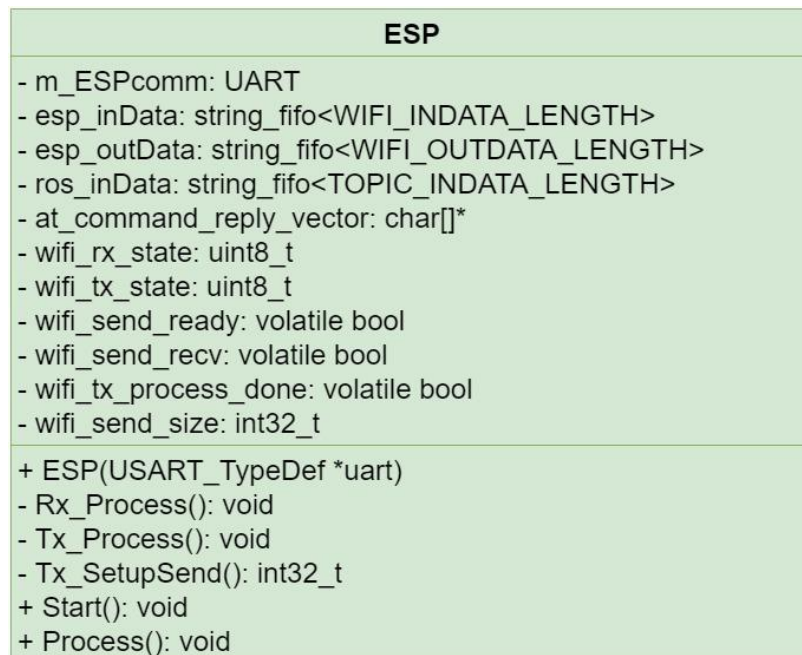 ESP
- m_ESPcomm: UART
- esp_inData: string_fifo<WIFI_INDATA_LENGTH>
- esp_outData: string_fifo<WIFI_OUTDATA_LENGTH>
- ros_inData: string_fifo<TOPIC_INDATA_LENGTH>
- at_command_reply_vector: char[]*
- wifi_rx_state: uint8_t
- wifi_tx_state: uint8_t
- wifi_send_ready: volatile bool
- wifi_send_recv: volatile bool
- wifi_tx_process_done: volatile bool
- wifi_send_size: int32_t
+ ESP(USART_TypeDef *uart)
- Rx_Process(): void
- Tx_Process(): void
- Tx_SetupSend(): int32_t
+ Start(): void
+ Process(): void